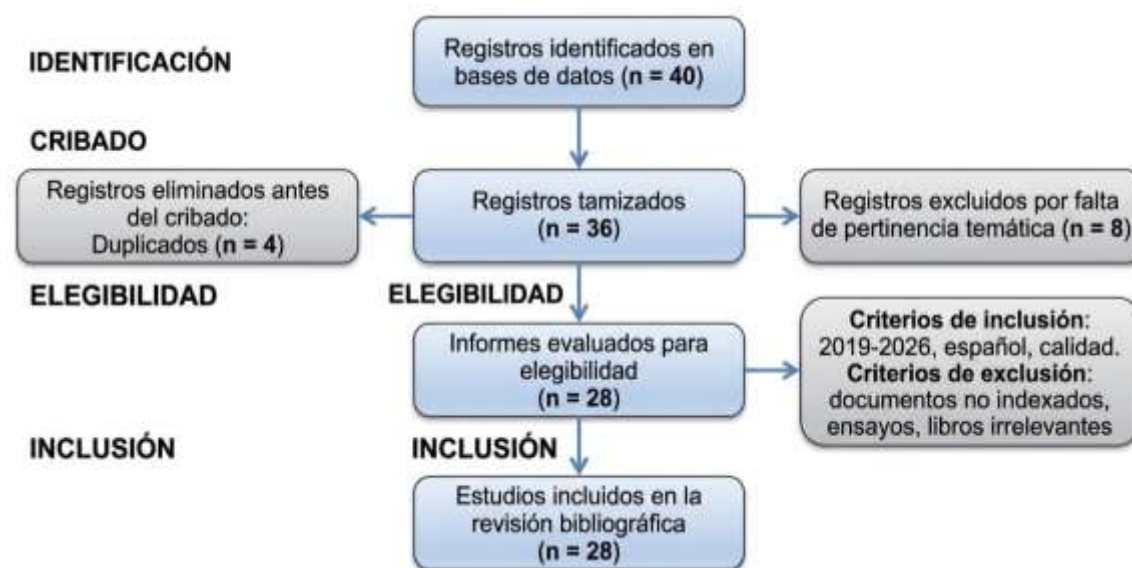 IDENTIFICACIÓN
Registros identificados en
bases de datos (n = 40)
CRIBADO
Registros eliminados antes
del cribado:
Duplicados (n = 4)
Registros tamizados
(n = 36)
Registros excluidos por falta
de pertinencia temática (n = 8)
ELEGIBILIDAD
ELEGIBILIDAD
Informes evaluados para
elegibilidad
(n = 28)
Criterios de inclusión:
2019-2026, español, calidad.
Criterios de exclusión:
documentos no indexados,
ensayos, libros irrelevantes
INCLUSIÓN
INCLUSIÓN
Estudios incluidos en la
revisión bibliográfica
(n = 28)